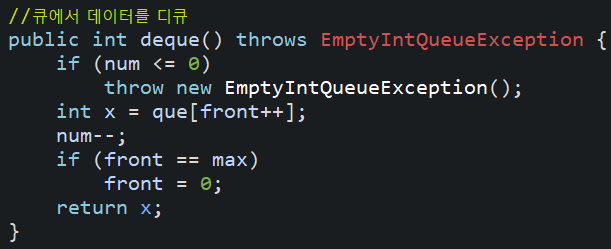 //큐에서 데이터를 디큐
public int deque() throws EmptyIntQueueException {
    if (num <= 0)
        throw new EmptyIntQueueException();
    int x = que[front++];
    num--;
    if (front == max)
        front = 0;
    return x;
}